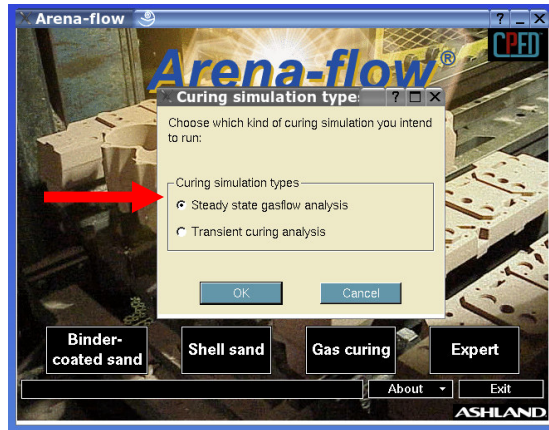 Arena-flow
CPFD
Arena-flow®
Curing simulation type
Choose which kind of curing simulation you intend
to run:
Curing simulation types
Steady state gasflow analysis
Transient curing analysis
OK Cancel
Binder-
coated sand
Shell sand
Gas curing
Expert
About Exit
ASHLAND